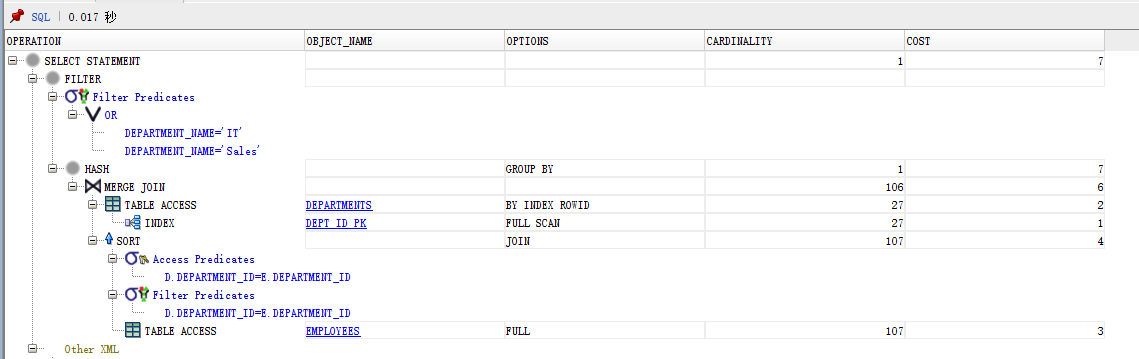 SQL | 0.017 秒
OPERATION OBJECT_NAME OPTIONS CARDINALITY COST
SELECT STATEMENT 1 7
FILTER
Filter Predicates
OR
DEPARTMENT_NAME='IT'
DEPARTMENT_NAME='Sales'
HASH GROUP BY 1 7
MERGE JOIN 106 6
TABLE ACCESS DEPARTMENTS BY INDEX ROWID 27 2
INDEX DEPT_ID_PK FULL SCAN 27 1
SORT JOIN 107 4
Access Predicates
D.DEPARTMENT_ID=E.DEPARTMENT_ID
Filter Predicates
D.DEPARTMENT_ID=E.DEPARTMENT_ID
TABLE ACCESS EMPLOYEES FULL 107 3
Other XML